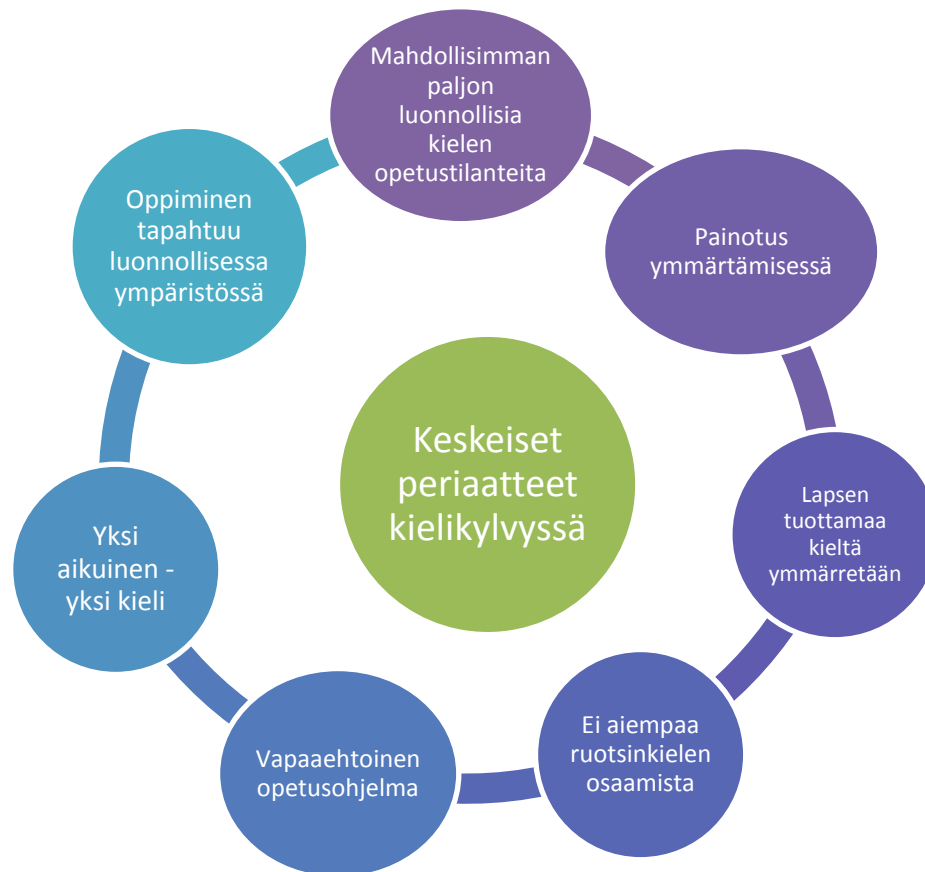 Mahdollisimman
paljon
luonnollisia
kielen
opetustilanteita
Painotus
ymmärtämisessä
Lapsen
tuottamaa
kieltä
ymmärretään
Ei aiempaa
ruotsinkielen
osaamista
Vapaaehtoinen
opetusohjelma
Yksi
aikuinen -
yksi kieli
Oppiminen
tapahtuu
luonnollisessa
ympäristössä
Keskeiset
periaatteet
kielikylvyssä